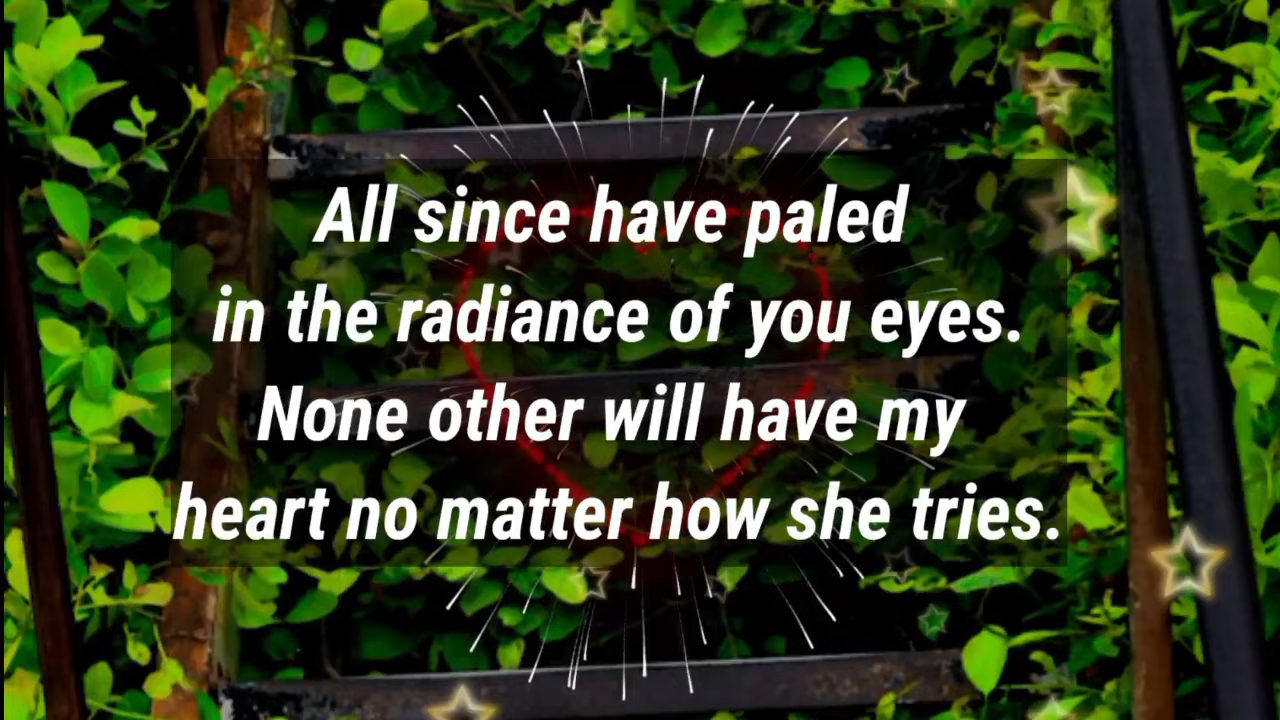 All since have paled
in the radiance of you eyes.
None other will have my
heart no matter how she tries.